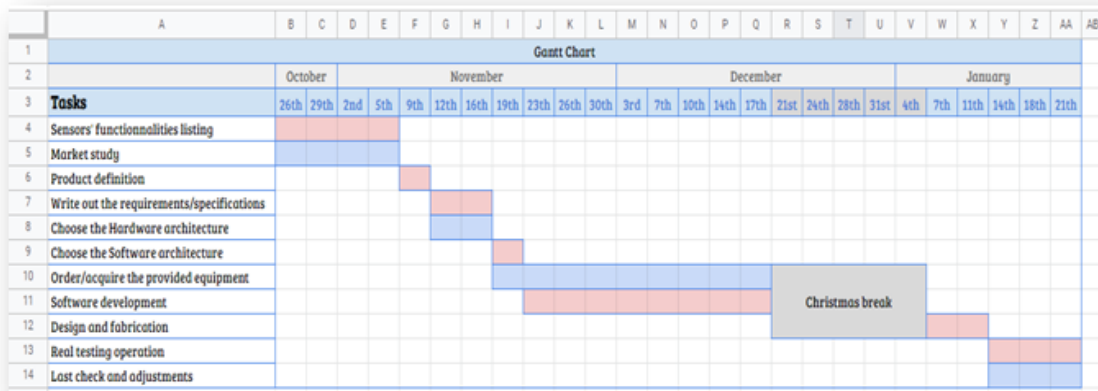 A B C D E F G H I J K L M N O P Q R S T U V W X Y Z AA AB
1 Gantt Chart
2 October November December January
3 Tasks 26th 29th 2nd 5th 9th 12th 16th 19th 23th 26th 30th 3rd 7th 10th 14th 17th 21st 24th 28th 31st 4th 7th 11th 14th 18th 21th
4 Sensors' functionnalities listing
5 Market study
6 Product definition
7 Write out the requirements/specifications
8 Choose the Hardware architecture
9 Choose the Software architecture
10 Order/acquire the provided equipment
11 Software development Christmas break
12 Design and fabrication
13 Real testing operation
14 Last check and adjustments